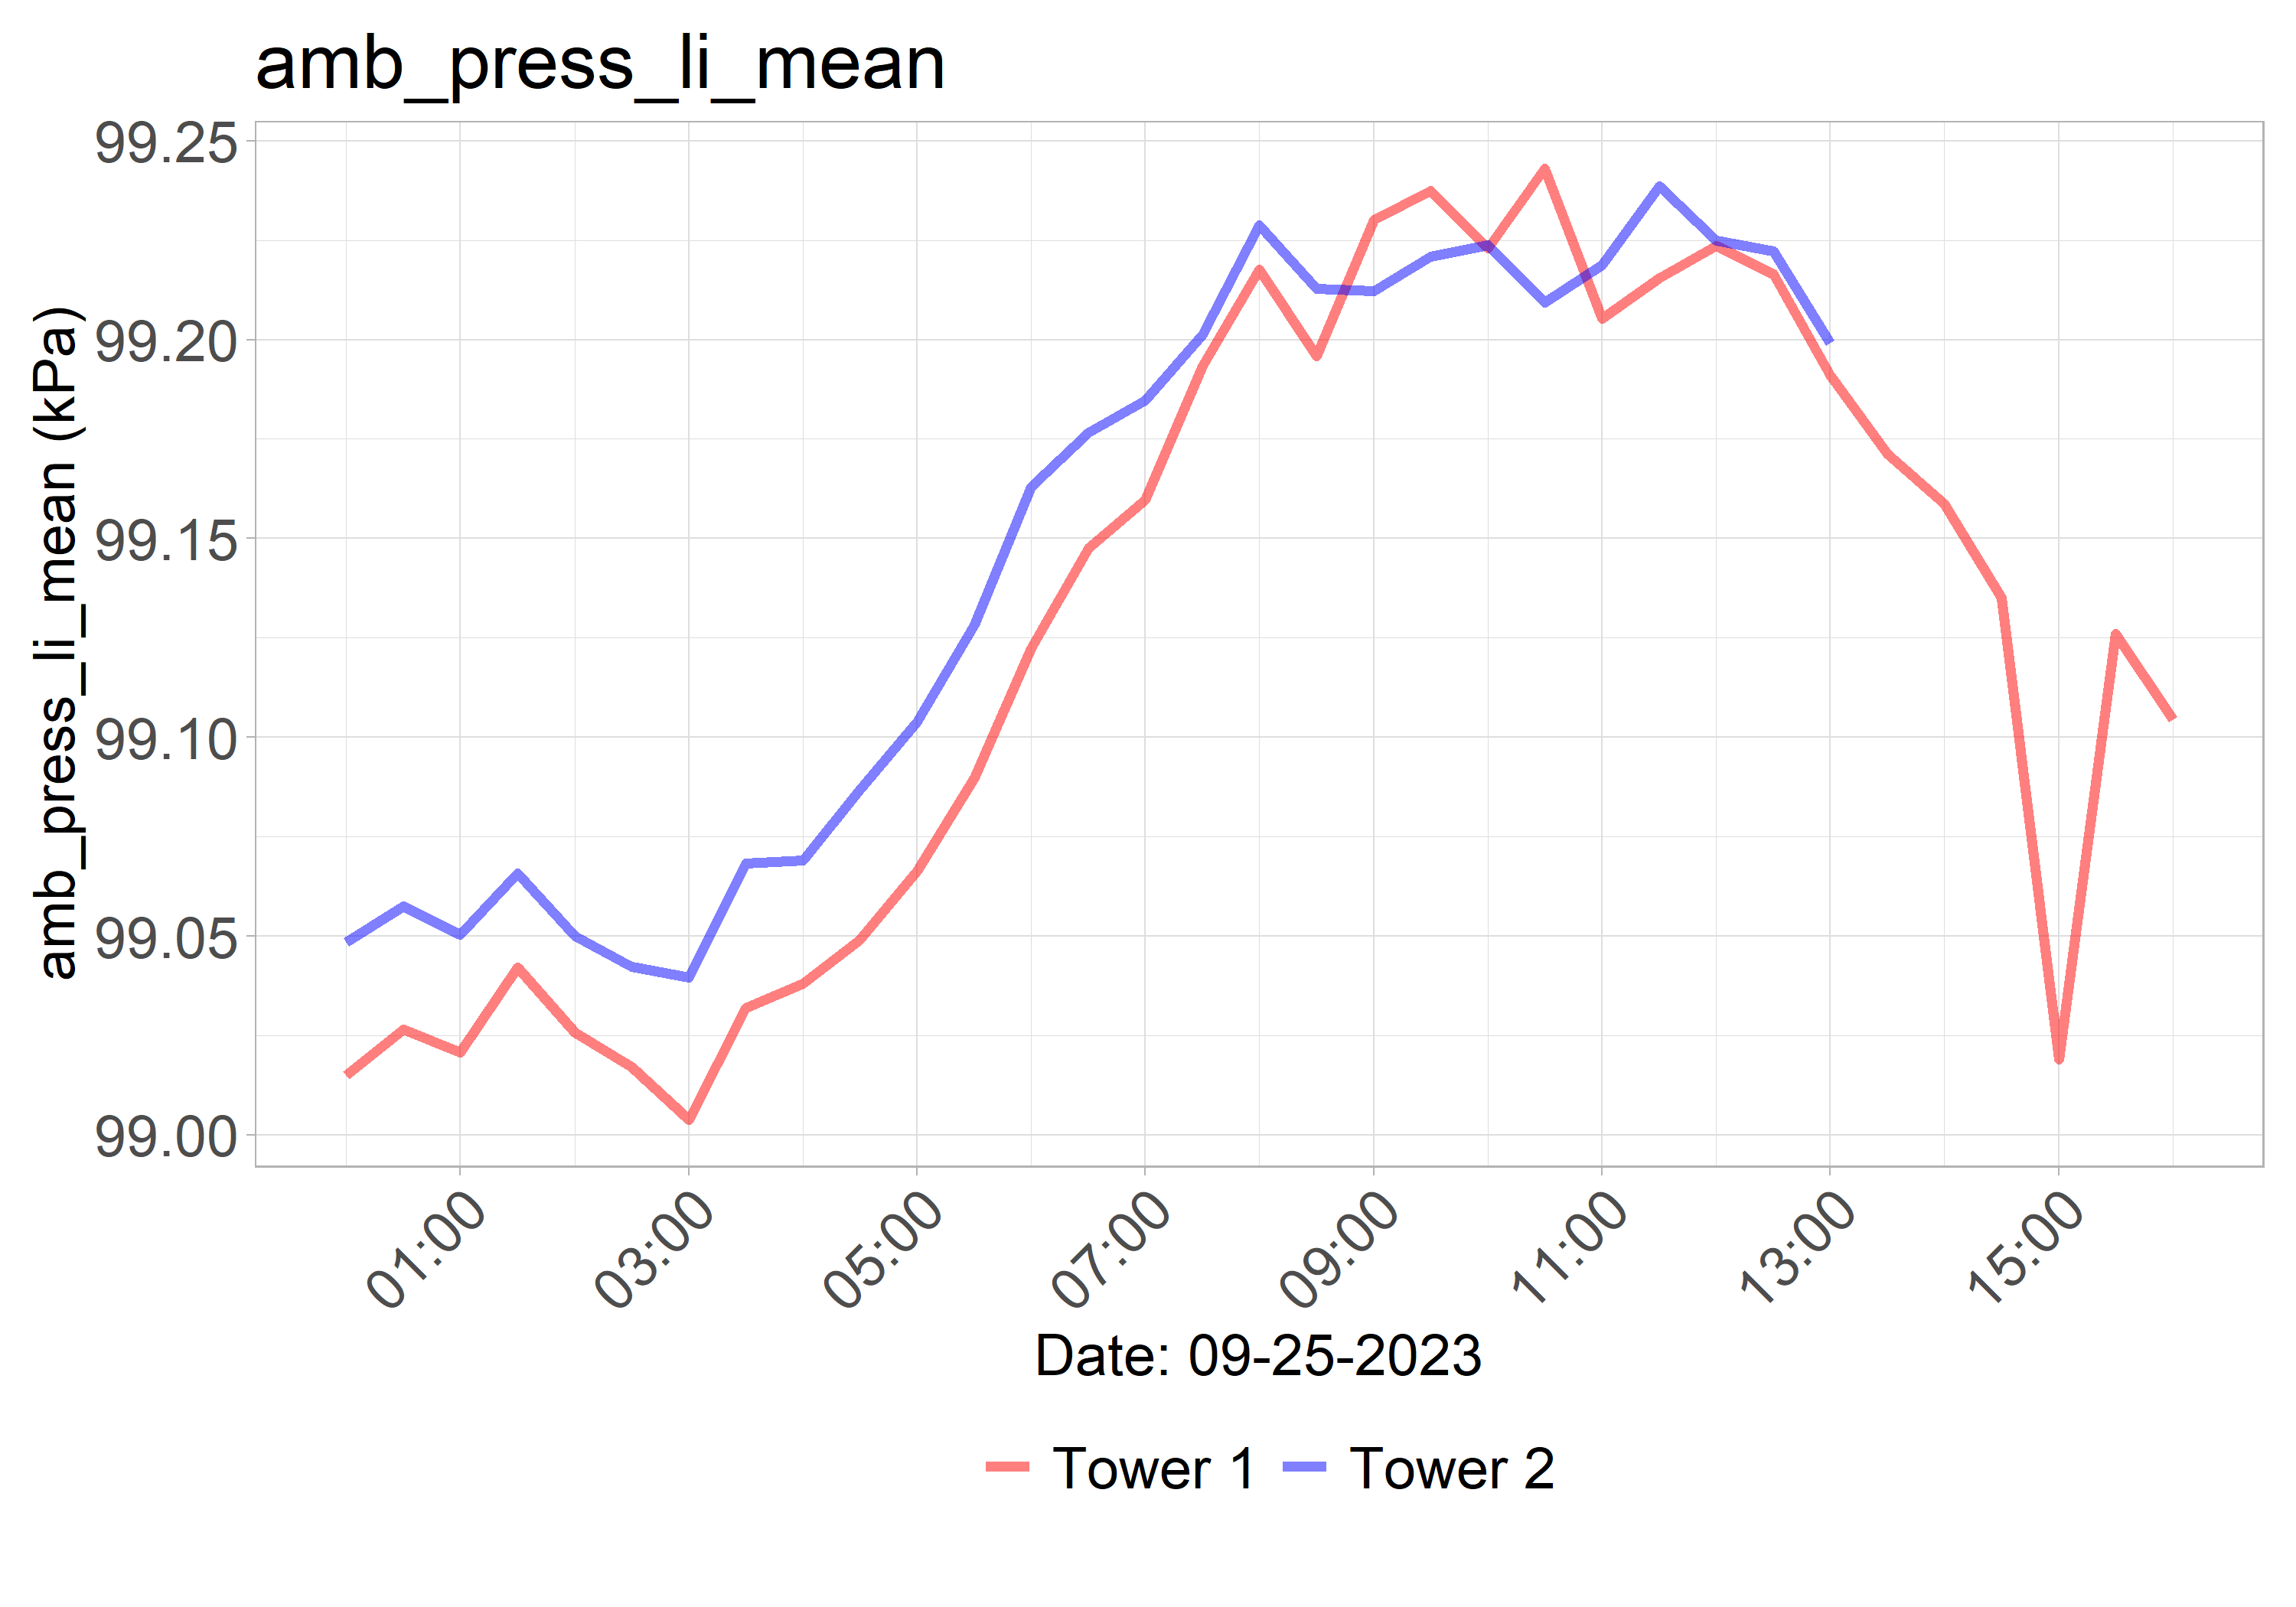 amb_press_li_mean
amb_press_li_mean (kPa)
99.25
99.20
99.15
99.10
99.05
99.00
01:00 03:00 05:00 07:00 09:00 11:00 13:00 15:00
Date: 09-25-2023
Tower 1 Tower 2